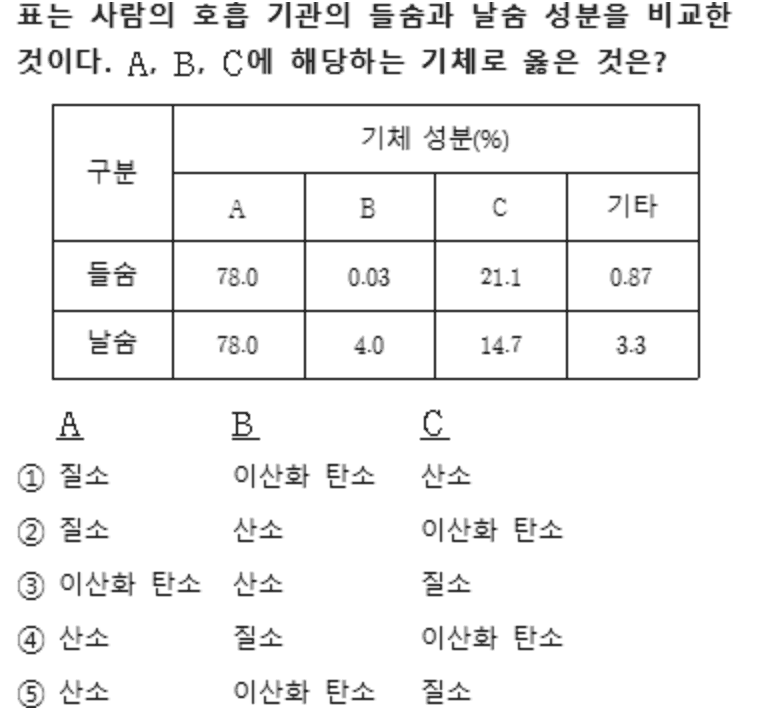 표는 사람의 호흡 기관의 들숨과 날숨 성분을 비교한
것이다. A, B, C에 해당하는 기체로 옳은 것은?
구분 기체 성분(%)
A B C 기타
들숨 78.0 0.03 21.1 0.87
날숨 78.0 4.0 14.7 3.3
A B C
① 질소 이산화 탄소 산소
② 질소 산소 이산화 탄소
③ 이산화 탄소 산소 질소
④ 산소 질소 이산화 탄소
⑤ 산소 이산화 탄소 질소